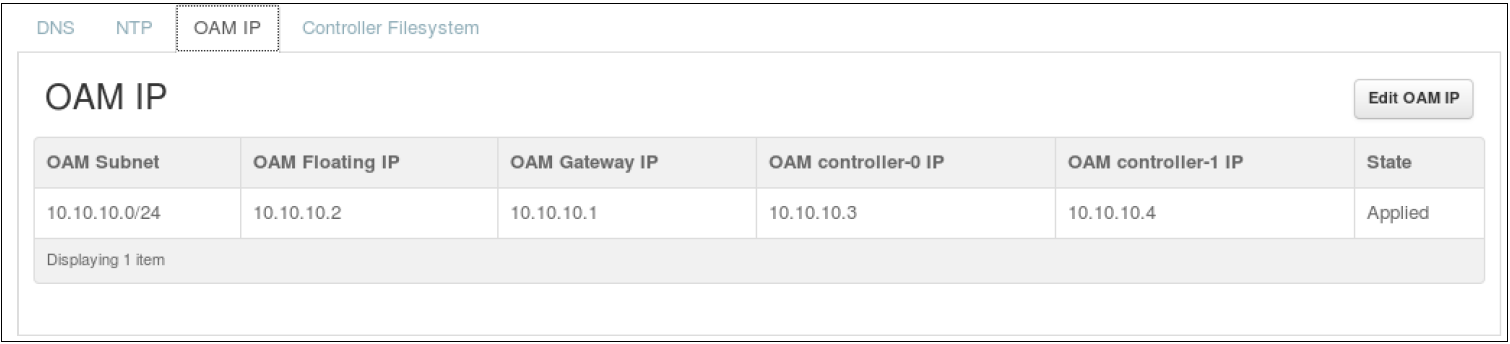 DNS NTP OAM IP Controller Filesystem
OAM IP Edit OAM IP
OAM Subnet OAM Floating IP OAM Gateway IP OAM controller-0 IP OAM controller-1 IP State
10.10.10.0/24 10.10.10.2 10.10.10.1 10.10.10.3 10.10.10.4 Applied
Displaying 1 item